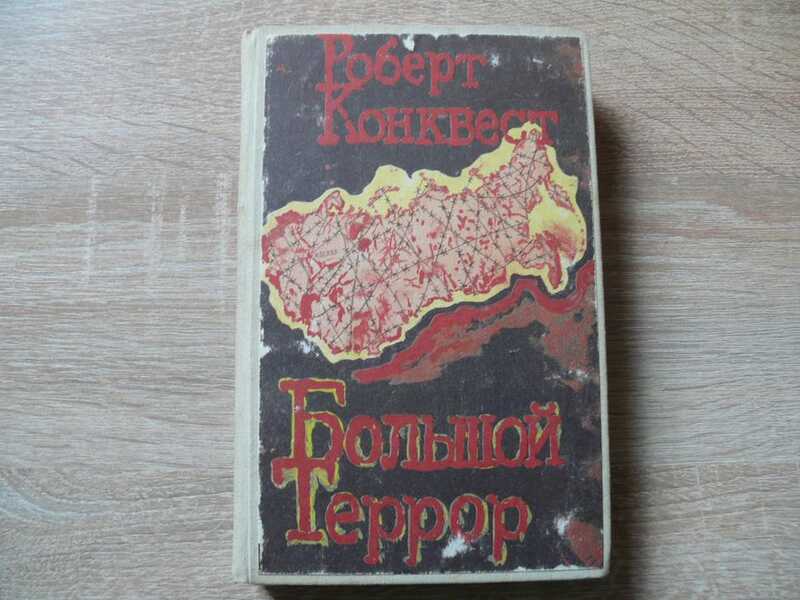 Роберт
Конквест
Большой
Террор